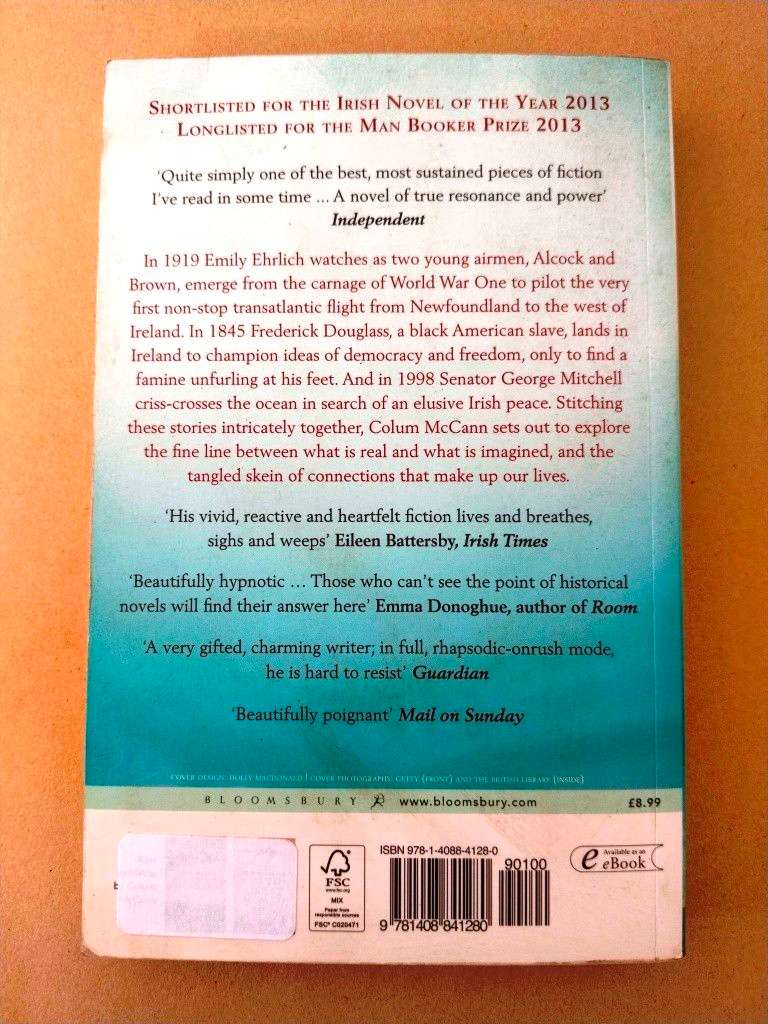 SHORTLISTED FOR THE IRISH NOVEL OF THE YEAR 2013
LONGLISTED FOR THE MAN BOOKER PRIZE 2013
‘Quite simply one of the best, most sustained pieces of fiction
I’ve read in some time ... A novel of true resonance and power’
Independent
In 1919 Emily Ehrlich watches as two young airmen, Alcock and
Brown, emerge from the carnage of World War One to pilot the very
first non-stop transatlantic flight from Newfoundland to the west of
Ireland. In 1845 Frederick Douglass, a black American slave, lands in
Ireland to champion ideas of democracy and freedom, only to find a
famine unfurling at his feet. And in 1998 Senator George Mitchell
criss-crosses the ocean in search of an elusive Irish peace. Stitching
these stories intricately together, Colum McCann sets out to explore
the fine line between what is real and what is imagined, and the
tangled skein of connections that make up our lives.
‘His vivid, reactive and heartfelt fiction lives and breathes,
sighs and weeps’ Eileen Battersby, Irish Times
‘Beautifully hypnotic ... Those who can’t see the point of historical
novels will find their answer here’ Emma Donoghue, author of Room
‘A very gifted, charming writer; in full, rhapsodic-onrush mode,
he is hard to resist’ Guardian
‘Beautifully poignant’ Mail on Sunday
COVER DESIGN: HOLLY MACDONALD | COVER PHOTOGRAPHY: GETTY (FRONT) AND THE BRITISH LIBRARY (INSIDE)
BLOOMSBURY www.bloomsbury.com £8.99
FSC
www.fsc.org
MIX
Paper from
responsible sources
FSC® C020471
ISBN 978-1-4088-4128-0
90100
9 781408 841280
e Available as an
eBook